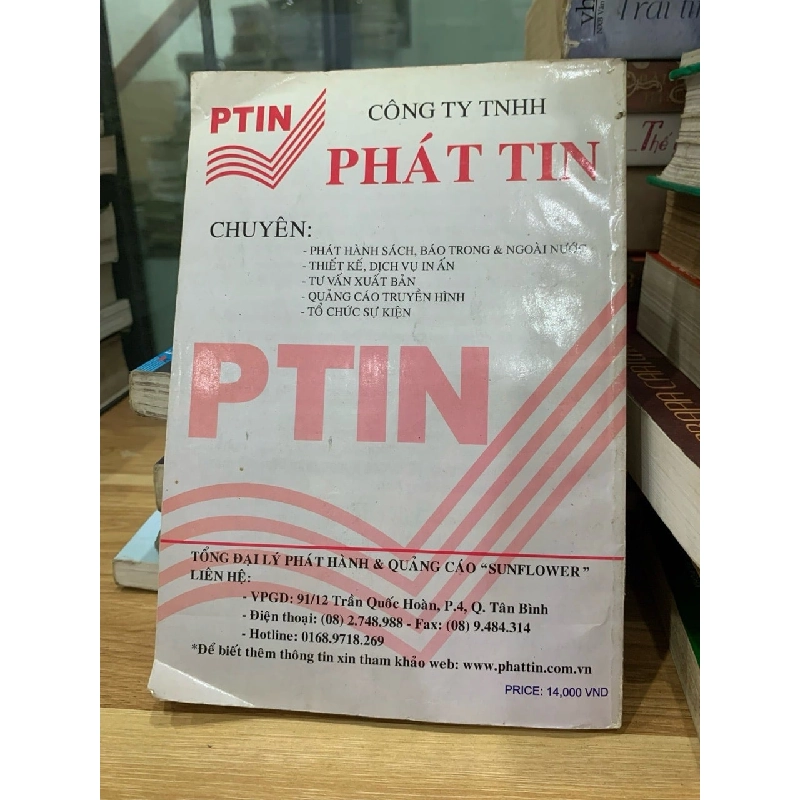 PTIN
CÔNG TY TNHH
PHÁT TIN
CHUYÊN:
- PHÁT HÀNH SÁCH, BÁO TRONG & NGOÀI NƯỚC
- THIẾT KẾ, DỊCH VỤ IN ẤN
- TƯ VẤN XUẤT BẢN
- QUẢNG CÁO TRUYỀN HÌNH
- TỔ CHỨC SỰ KIỆN
PTIN
TỔNG ĐẠI LÝ PHÁT HÀNH & QUẢNG CÁO "SUNFLOWER"
LIÊN HỆ:
- VPGD: 91/12 Trần Quốc Hoàn, P.4, Q. Tân Bình
- Điện thoại: (08) 2.748.988 - Fax: (08) 9.484.314
- Hotline: 0168.9718.269
*Để biết thêm thông tin xin tham khảo web: www.phattin.com.vn
PRICE: 14,000 VND
Trái
Thế